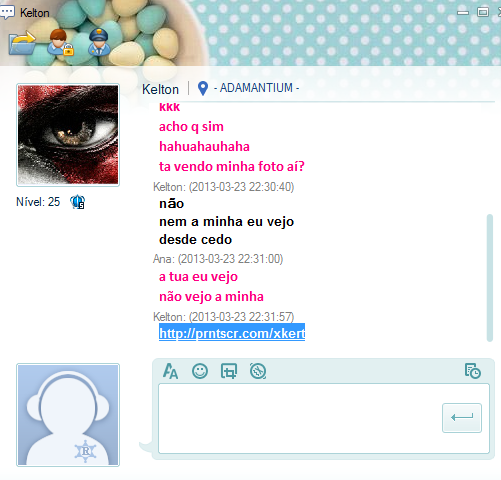 Kelton
Kelton - ADAMANTIUM -
kkk
acho q sim
hahuahauhaha
ta vendo minha foto aí?
Kelton: (2013-03-23 22:30:40)
não
nem a minha eu vejo
desde cedo
Ana: (2013-03-23 22:31:00)
a tua eu vejo
não vejo a minha
Kelton: (2013-03-23 22:31:57)
http://prntscr.com/xkert
Nível: 25
R